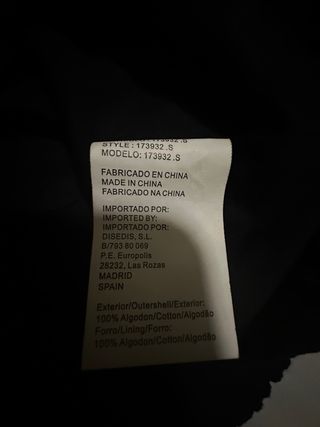 STYLE : 173932 .S
MODELO: 173932 .S
FABRICADO EN CHINA
MADE IN CHINA
FABRICADO NA CHINA
IMPORTADO POR:
IMPORTED BY:
IMPORTADO POR:
DISEDIS, S.L.
B/793 80 069
P.E. Europolis
28232, Las Rozas
MADRID
SPAIN
Exterior/Outershell/Exterior:
100% Algodon/Cotton/Algodão
Forro/Lining/Forro:
100% Algodon/Cotton/Algodão